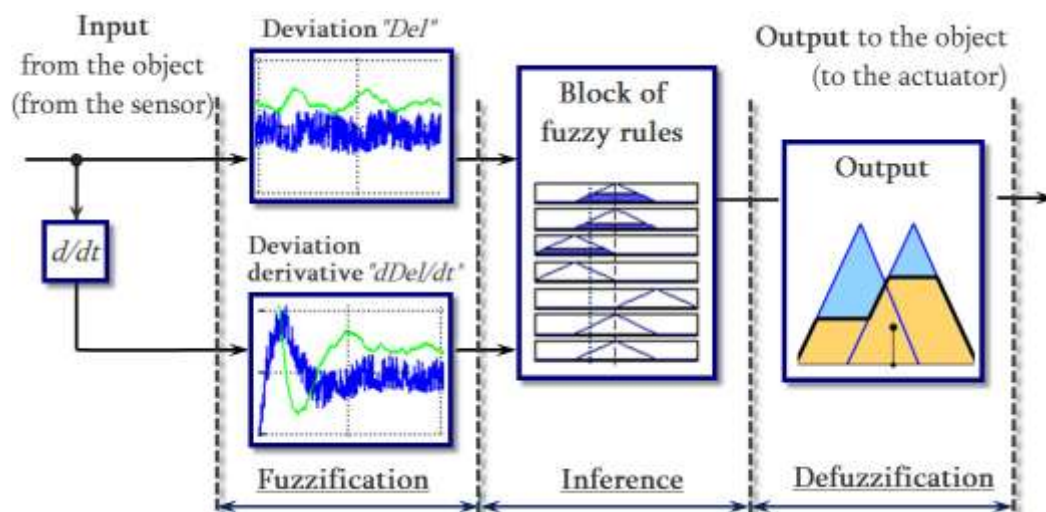 Input
from the object
(from the sensor)
d/dt
Deviation "Del"
Deviation
derivative "dDel/dt"
Block of
fuzzy rules
Output to the object
(to the actuator)
Output
Fuzzification
Inference
Defuzzification